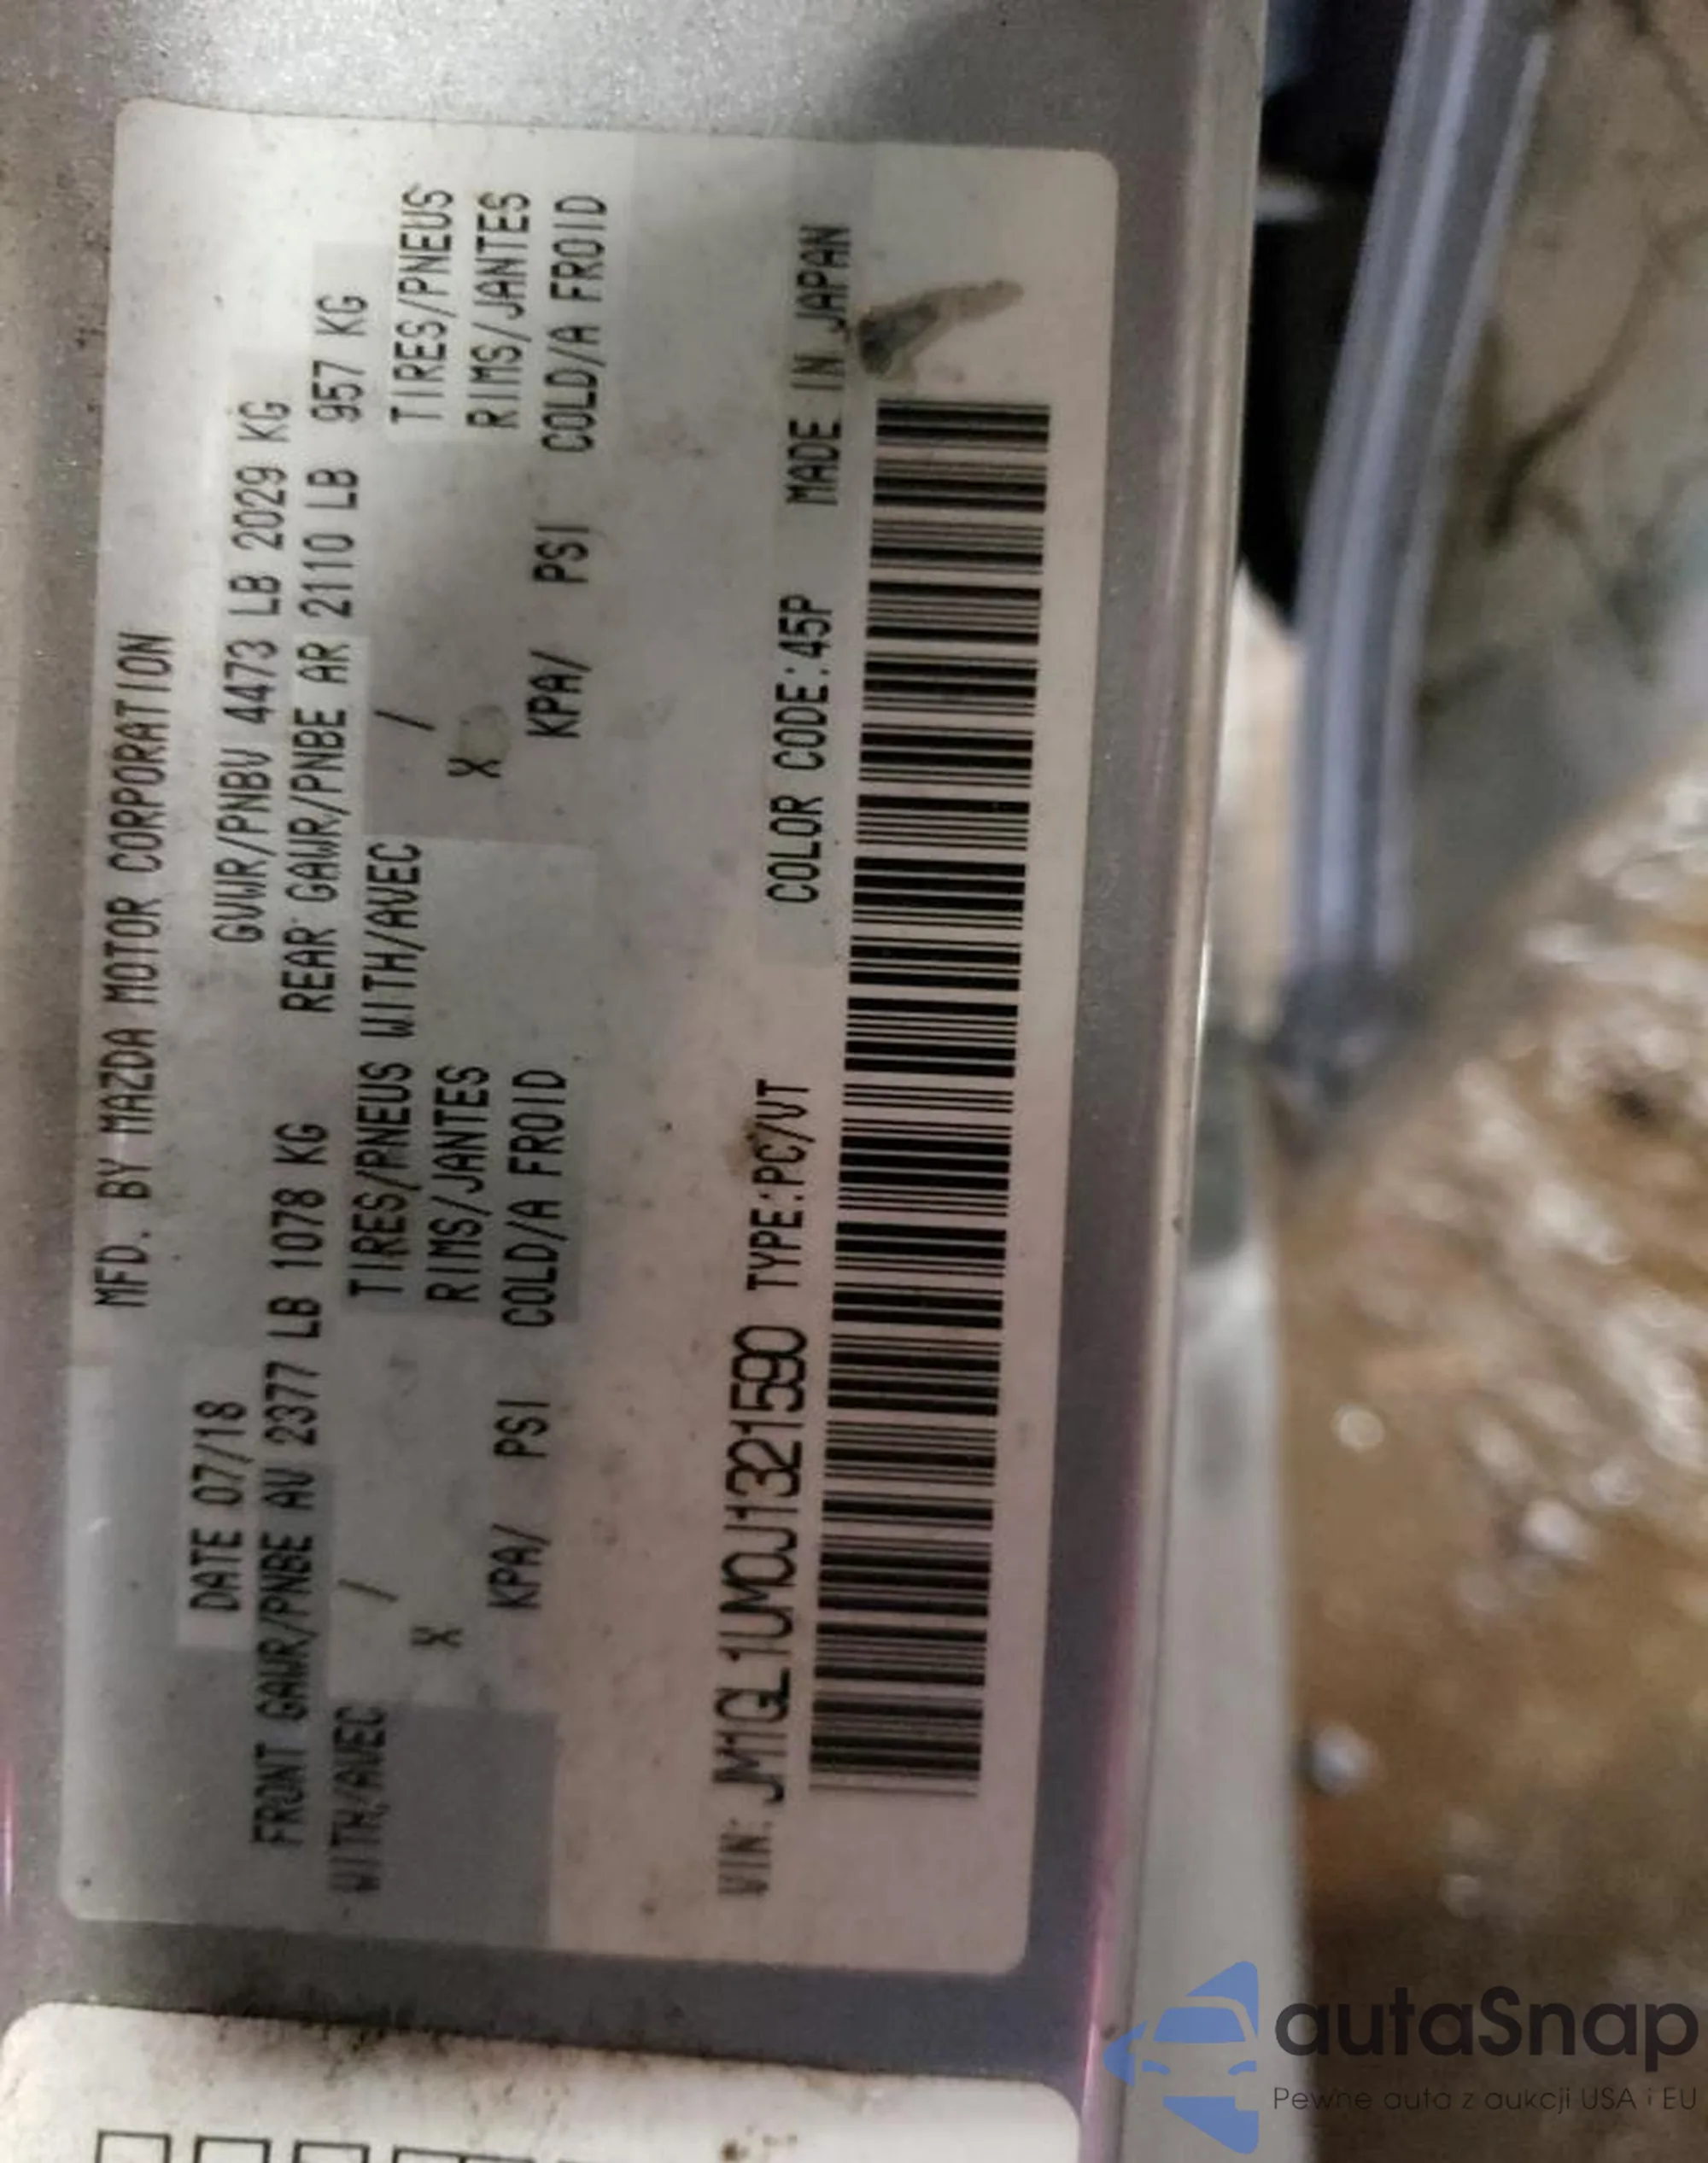 MFD. BY MAZDA MOTOR CORPORATION
DATE 07/18 GVWR/PNBV 4473 LB 2029 KG
FRONT GAWR/PNBE AV 2377 LB 1078 KG REAR GAWR/PNBE AR 2110 LB 957 KG
WITH/AVEC / TIRES/PNEUS WITH/AVEC / TIRES/PNEUS
X RIMS/JANTES X RIMS/JANTES
KPA/ PSI COLD/A FROID KPA/ PSI COLD/A FROID
VIN: JM1GL1UM0J1321590 TYPE:PC/VT COLOR CODE:45P MADE IN JAPAN
autaSnap
Pewne auta z aukcji USA i EU